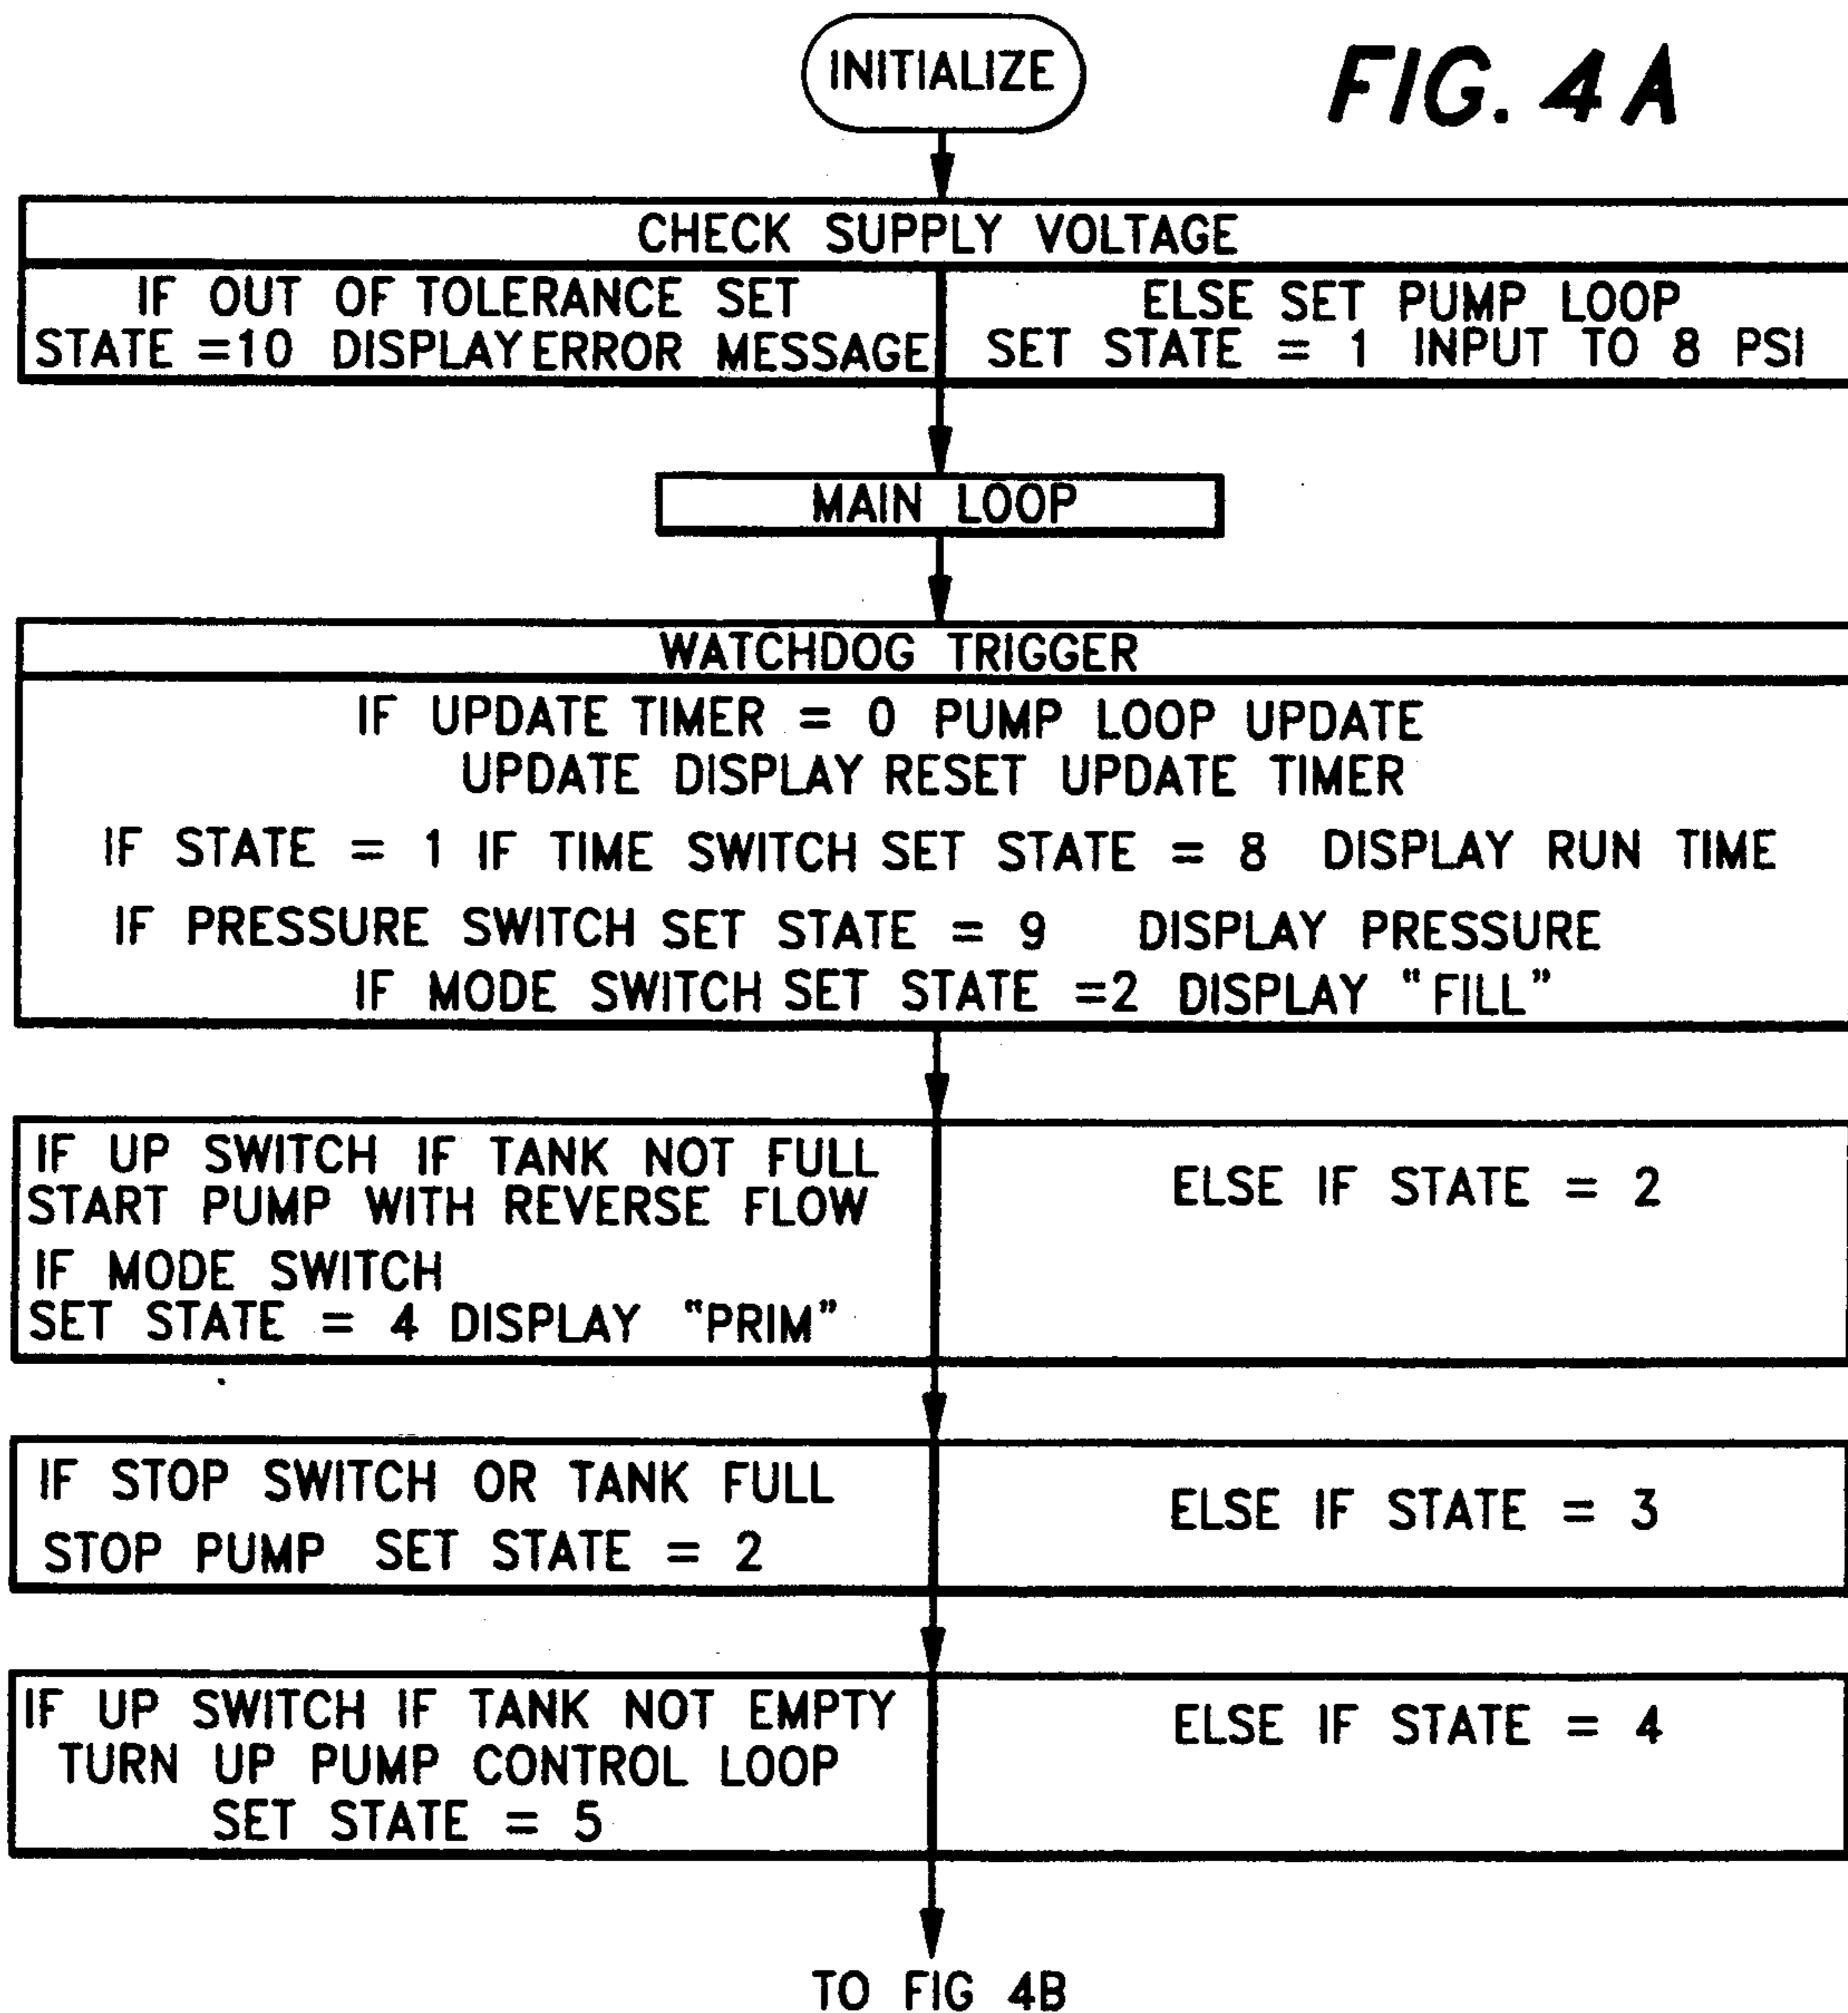 INITIALIZE
FIG. 4A
CHECK SUPPLY VOLTAGE
IF OUT OF TOLERANCE SET
STATE =10 DISPLAY ERROR MESSAGE
ELSE SET PUMP LOOP
SET STATE = 1 INPUT TO 8 PSI
MAIN LOOP
WATCHDOG TRIGGER
IF UPDATE TIMER = 0 PUMP LOOP UPDATE
UPDATE DISPLAY RESET UPDATE TIMER
IF STATE = 1 IF TIME SWITCH SET STATE = 8 DISPLAY RUN TIME
IF PRESSURE SWITCH SET STATE = 9 DISPLAY PRESSURE
IF MODE SWITCH SET STATE =2 DISPLAY "FILL"
IF UP SWITCH IF TANK NOT FULL
START PUMP WITH REVERSE FLOW
IF MODE SWITCH
SET STATE = 4 DISPLAY "PRIM"
ELSE IF STATE = 2
IF STOP SWITCH OR TANK FULL
STOP PUMP SET STATE = 2
ELSE IF STATE = 3
IF UP SWITCH IF TANK NOT EMPTY
TURN UP PUMP CONTROL LOOP
SET STATE = 5
ELSE IF STATE = 4
TO FIG 4B